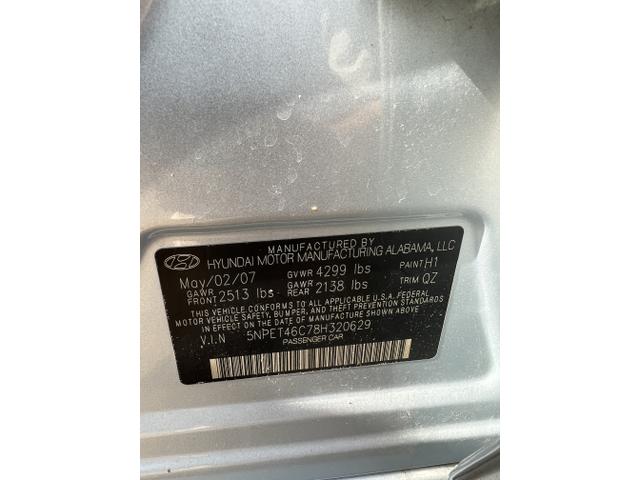 MANUFACTURED BY
HYUNDAI MOTOR MANUFACTURING ALABAMA, LLC
May/02/07 GVWR 4299 lbs PAINT H1
GAWR FRONT 2513 lbs GAWR REAR 2138 lbs TRIM QZ
THIS VEHICLE CONFORMS TO ALL APPLICABLE U.S.A. FEDERAL
MOTOR VEHICLE SAFETY, BUMPER, AND THEFT PREVENTION STANDARDS
IN EFFECT ON THE DATE OF MANUFACTURE SHOWN ABOVE
V.I.N 5NPET46C78H320629
PASSENGER CAR